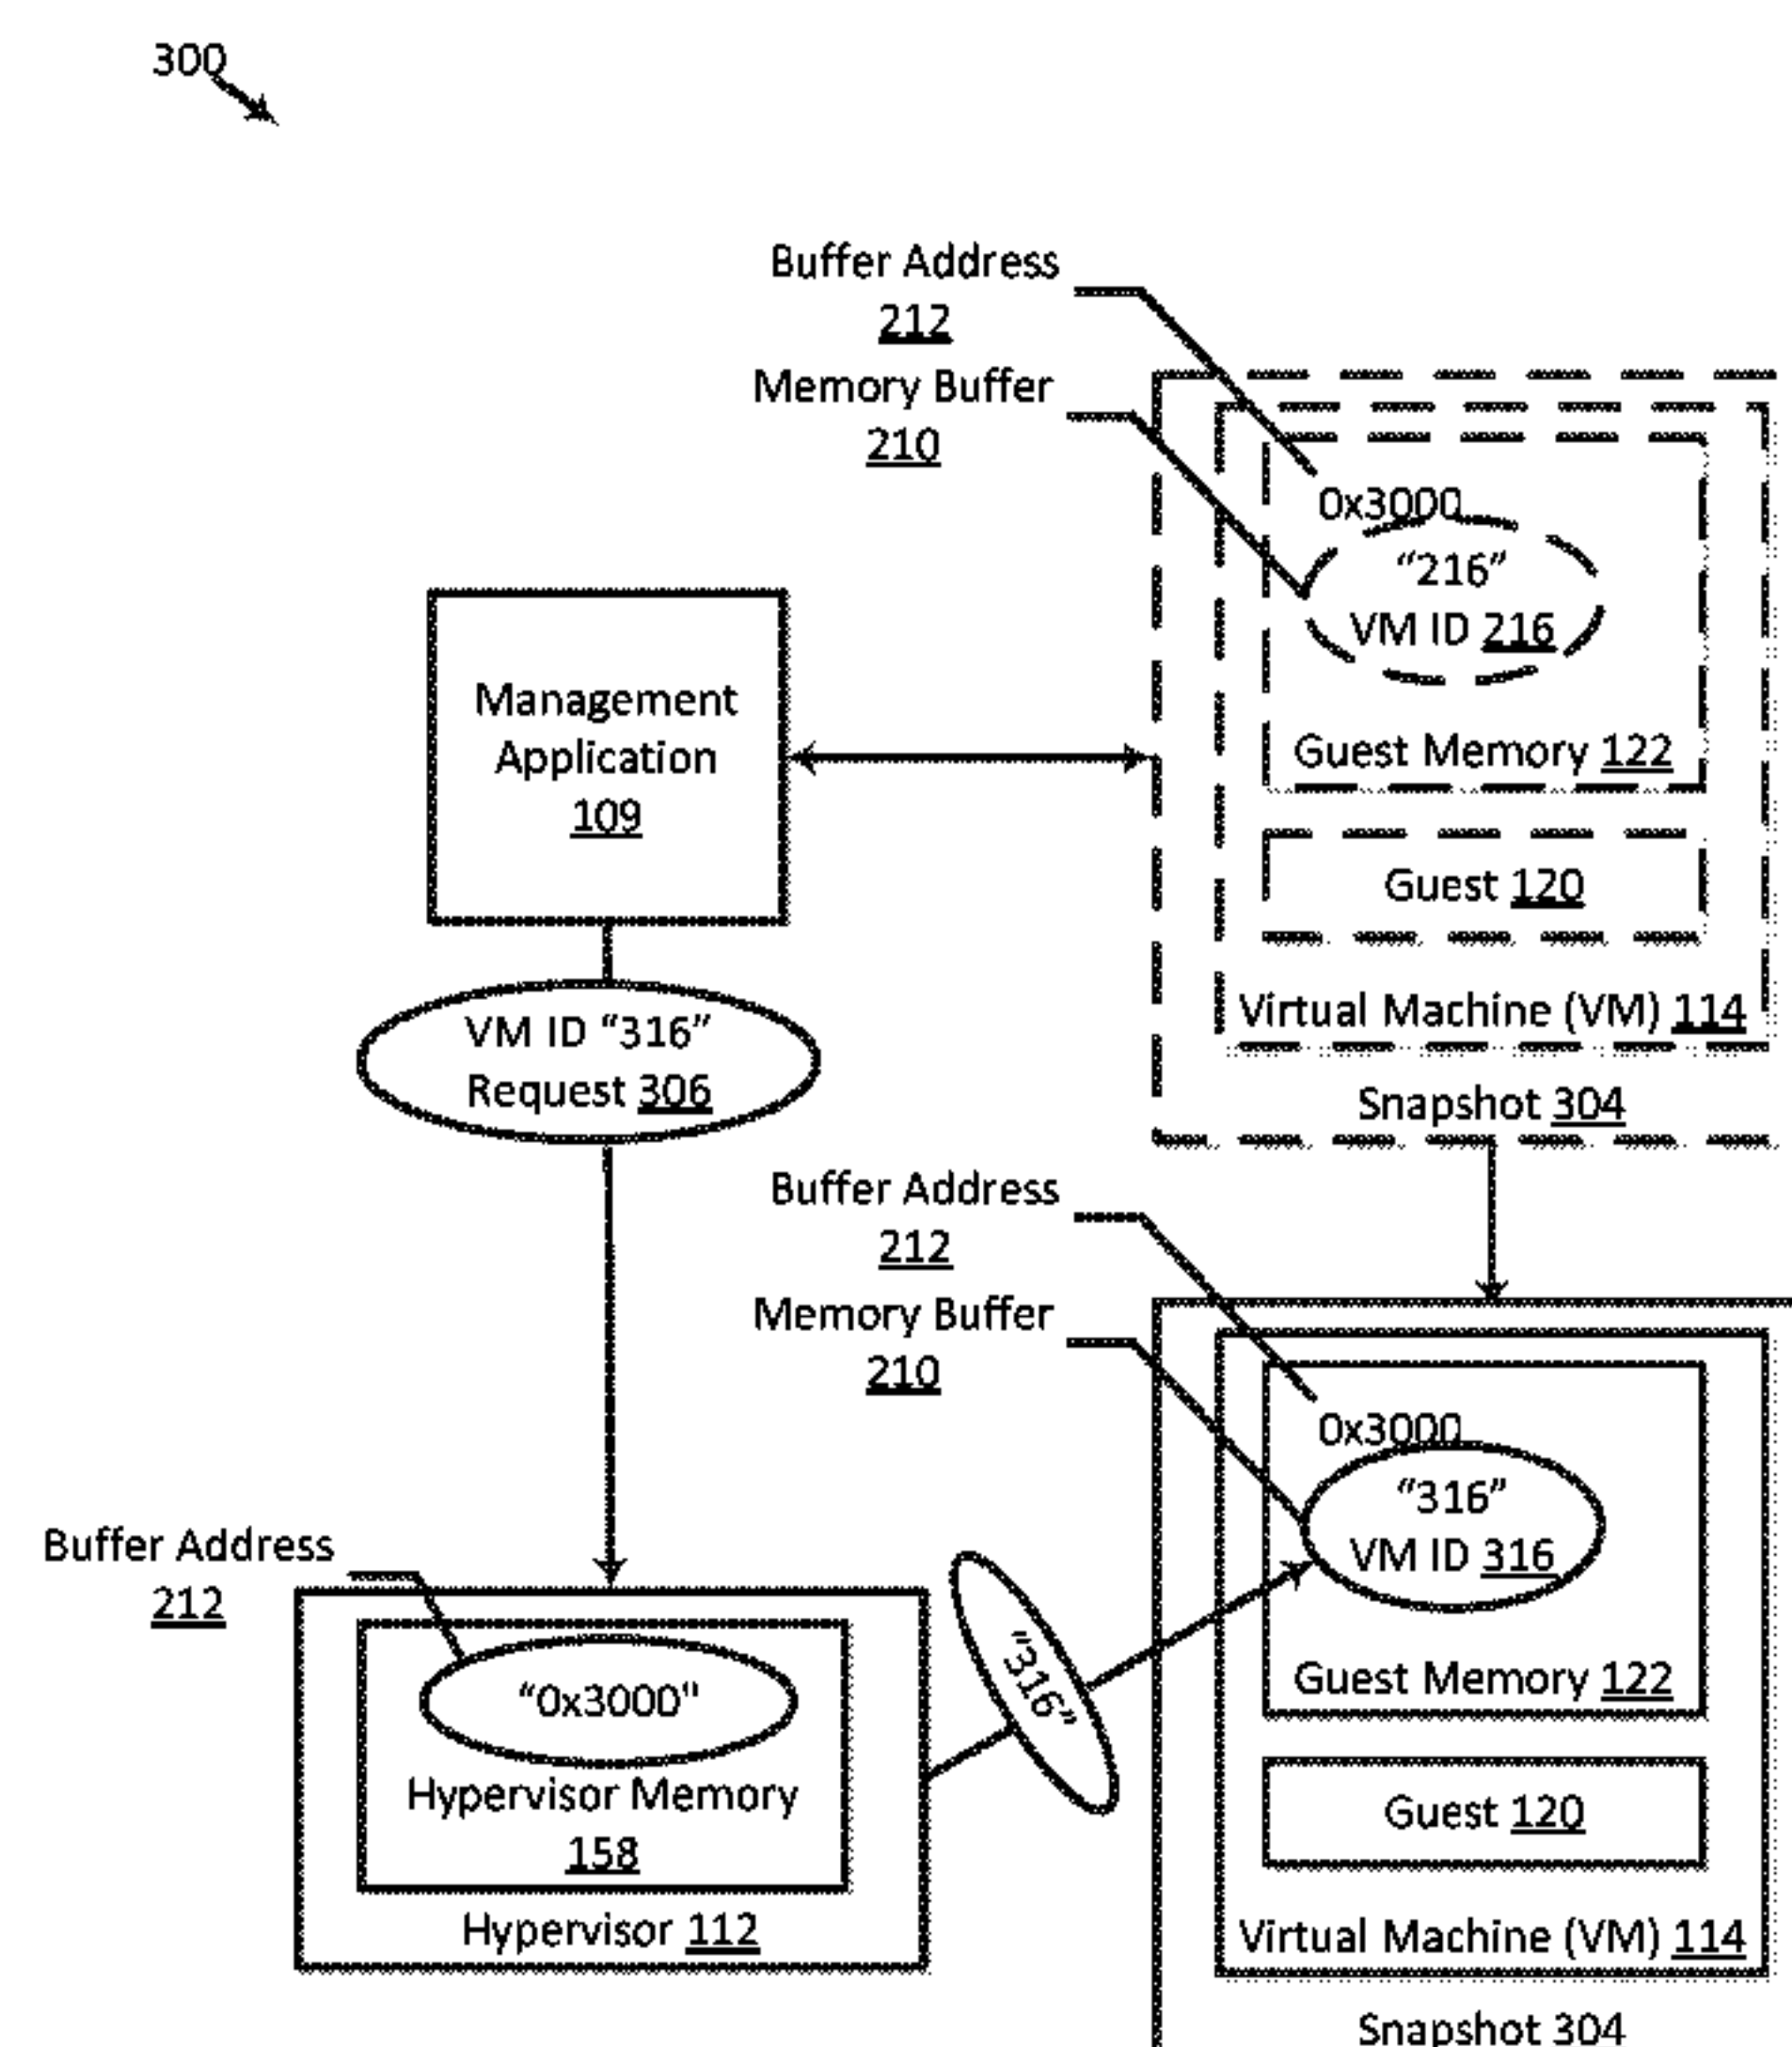 300
Buffer Address
212
Memory Buffer
210
0x3000
“216”
VM ID 216
Guest Memory 122
Guest 120
Virtual Machine (VM) 114
Snapshot 304
Management
Application
109
VM ID “316”
Request 306
Buffer Address
212
Memory Buffer
210
0x3000
“316”
VM ID 316
Guest Memory 122
Guest 120
Virtual Machine (VM) 114
Snapshot 304
“316”
Buffer Address
212
“0x3000"
Hypervisor Memory
158
Hypervisor 112